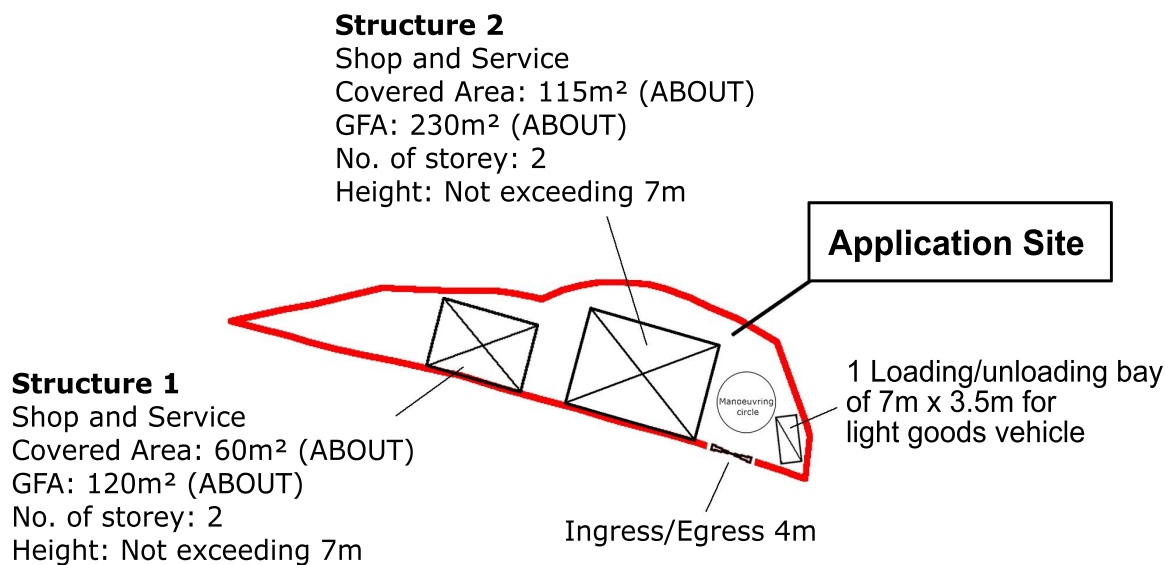 Structure 2
Shop and Service
Covered Area: 115m² (ABOUT)
GFA: 230m² (ABOUT)
No. of storey: 2
Height: Not exceeding 7m
Application Site
Structure 1
Shop and Service
Covered Area: 60m² (ABOUT)
GFA: 120m² (ABOUT)
No. of storey: 2
Height: Not exceeding 7m
Manoeuvring
circle
1 Loading/unloading bay
of 7m x 3.5m for
light goods vehicle
Ingress/Egress 4m